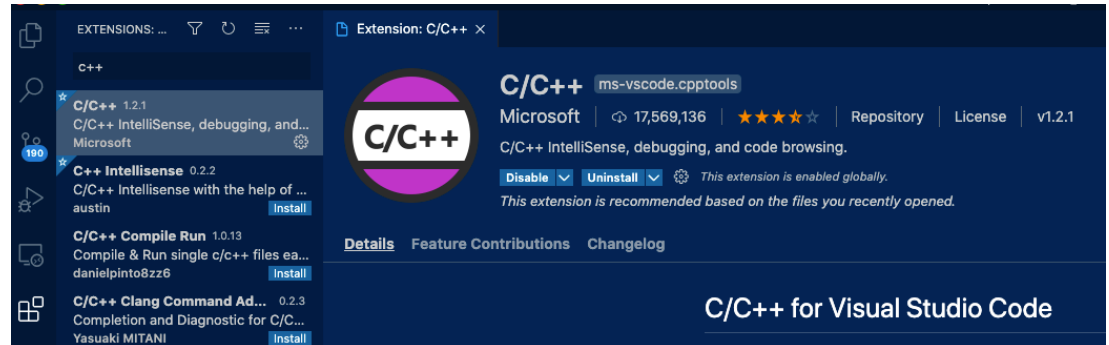 EXTENSIONS: ...
c++
C/C++ 1.2.1
C/C++ IntelliSense, debugging, and...
Microsoft
190
C++ Intellisense 0.2.2
C/C++ Intellisense with the help of ...
austin Install
C/C++ Compile Run 1.0.13
Compile & Run single c/c++ files ea...
danielpinto8zz6 Install
C/C++ Clang Command Ad... 0.2.3
Completion and Diagnostic for C/C...
Yasuaki MITANI Install
Extension: C/C++
C/C++
C/C++ ms-vscode.cpptools
Microsoft 17,569,136 Repository License v1.2.1
C/C++ IntelliSense, debugging, and code browsing.
Disable Uninstall This extension is enabled globally.
This extension is recommended based on the files you recently opened.
Details Feature Contributions Changelog
C/C++ for Visual Studio Code